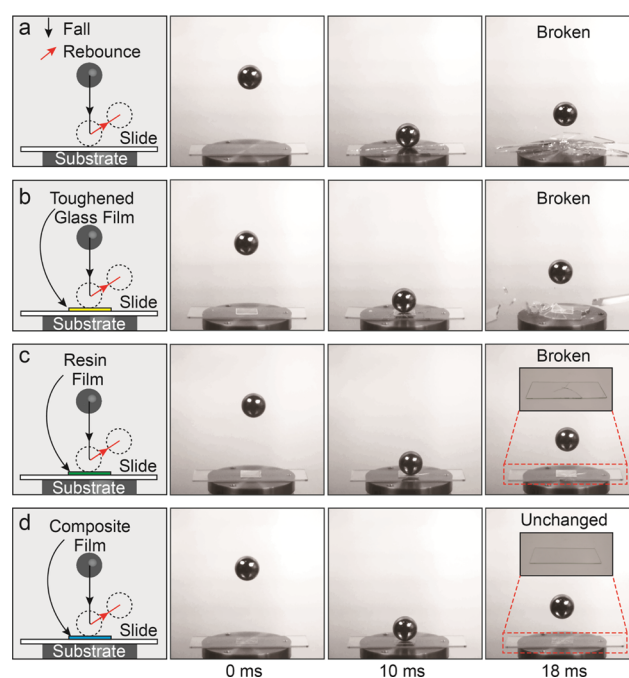 a
Fall
Rebounce
Slide
Substrate
Broken
b
Toughened
Glass Film
Slide
Substrate
Broken
c
Resin
Film
Slide
Substrate
Broken
d
Composite
Film
Slide
Substrate
Unchanged
0 ms
10 ms
18 ms